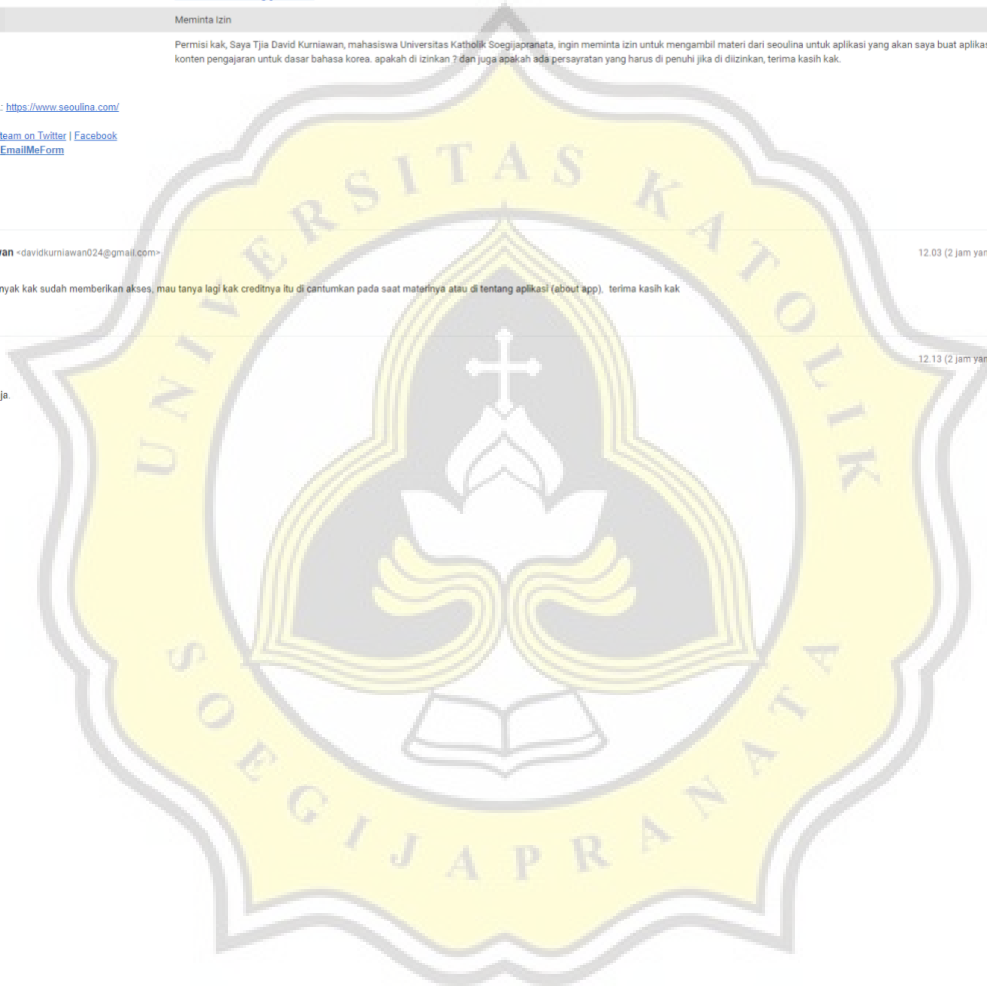 Meminta Izin
Permisi kak, Saya Tjia David Kurniawan, mahasiswa Universitas Katholik Soegijapranata, ingin meminta izin untuk mengambil materi dari seoulina untuk aplikasi yang akan saya buat aplikas
konten pengajaran untuk dasar bahasa korea. apakah di izinkan ? dan juga apakah ada persayratan yang harus di penuhi jika di diizinkan, terima kasih kak.
: https://www.seoulina.com/
team on Twitter | Facebook
EmailMeForm
wan <davidkurniawan024@gmail.com> 12.03 (2 jam yan
nyak kak sudah memberikan akses, mau tanya lagi kak creditnya itu di cantumkan pada saat materinya atau di tentang aplikasi (about app), terima kasih kak
12.13 (2 jam yan
ja.
UNIVERSITAS KATOLIK
SOEGIJAPRANATA